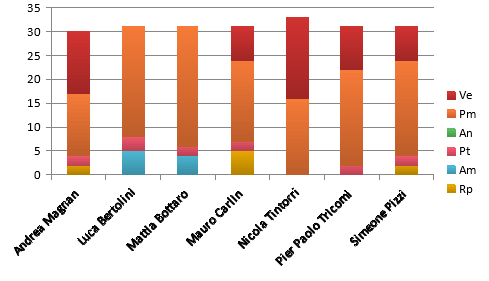 35
30
25
20
15
10
5
0
Ve
Pm
An
Pt
Am
Rp
Andrea Magnan
Luca Bertolini
Mattia Bottaro
Mauro Carlin
Nicola Tintorri
Pier Paolo Tricomi
Simeone Pizzi